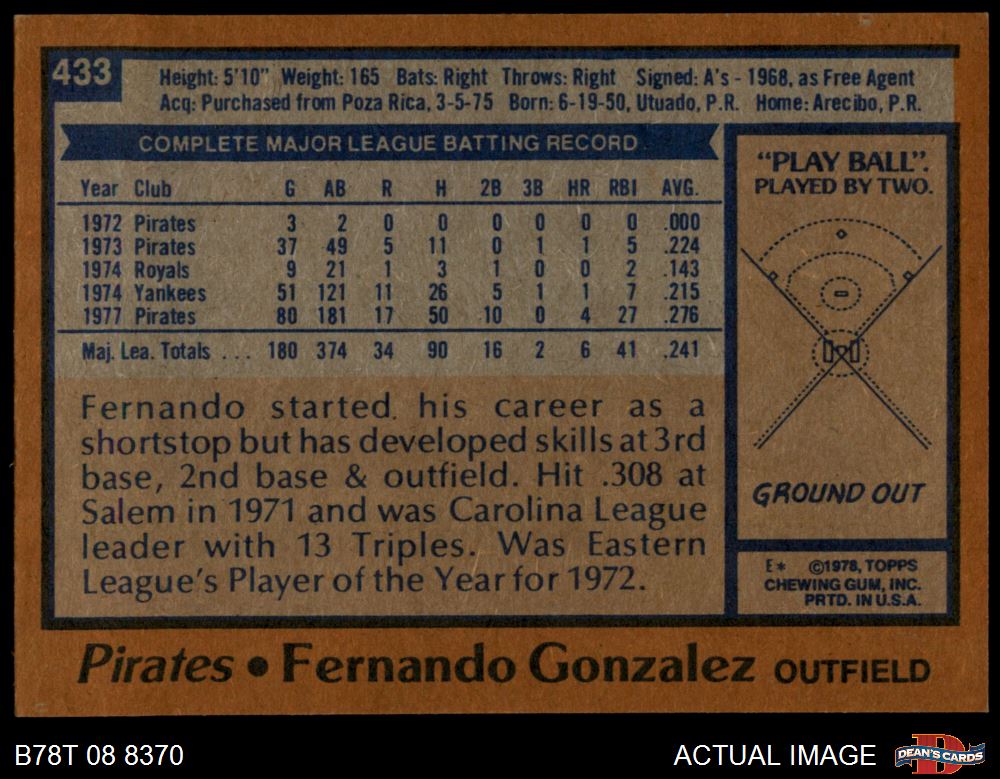 433
Height: 5'10" Weight: 165 Bats: Right Throws: Right Signed: A's - 1968, as Free Agent
Acq: Purchased from Poza Rica, 3-5-75 Born: 6-19-50, Utuado, P.R. Home: Arecibo, P.R.
COMPLETE MAJOR LEAGUE BATTING RECORD
Year Club G AB R H 2B 3B HR RBI AVG.
1972 Pirates 3 2 0 0 0 0 0 0 .000
1973 Pirates 37 49 5 11 0 1 1 5 .224
1974 Royals 9 21 1 3 1 0 0 2 .143
1974 Yankees 51 121 11 26 5 1 1 7 .215
1977 Pirates 80 181 17 50 10 0 4 27 .276
Maj. Lea. Totals ... 180 374 34 90 16 2 6 41 .241
Fernando started his career as a
shortstop but has developed skills at 3rd
base, 2nd base & outfield. Hit .308 at
Salem in 1971 and was Carolina League
leader with 13 Triples. Was Eastern
League's Player of the Year for 1972.
"PLAY BALL".
PLAYED BY TWO.
GROUND OUT
E* ©1978, TOPPS
CHEWING GUM, INC.
PRTD. IN U.S.A.
Pirates • Fernando Gonzalez OUTFIELD
B78T 08 8370
ACTUAL IMAGE
DEAN'S CARDS